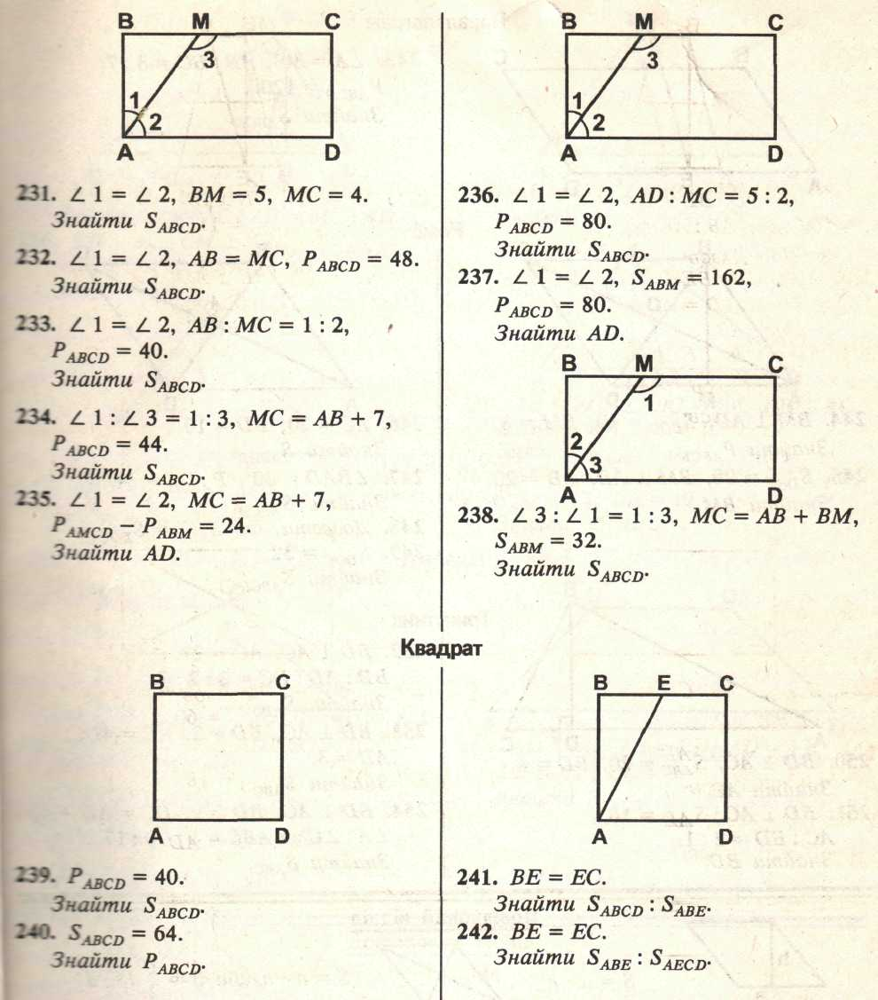 B M C
3
1
2
A D
231. ∠ 1 = ∠ 2, BM = 5, MC = 4.
Знайти S_ABCD.
232. ∠ 1 = ∠ 2, AB = MC, P_ABCD = 48.
Знайти S_ABCD.
233. ∠ 1 = ∠ 2, AB : MC = 1 : 2,
P_ABCD = 40.
Знайти S_ABCD.
234. ∠ 1 : ∠ 3 = 1 : 3, MC = AB + 7,
P_ABCD = 44.
Знайти S_ABCD.
235. ∠ 1 = ∠ 2, MC = AB + 7,
P_AMCD − P_ABM = 24.
Знайти AD.
B M C
3
1
2
A D
236. ∠ 1 = ∠ 2, AD : MC = 5 : 2,
P_ABCD = 80.
Знайти S_ABCD.
237. ∠ 1 = ∠ 2, S_ABM = 162,
P_ABCD = 80.
Знайти AD.
B M C
1
2
3
A D
238. ∠ 3 : ∠ 1 = 1 : 3, MC = AB + BM,
S_ABM = 32.
Знайти S_ABCD.
Квадрат
B C
A D
239. P_ABCD = 40.
Знайти S_ABCD.
240. S_ABCD = 64.
Знайти P_ABCD.
B E C
A D
241. BE = EC.
Знайти S_ABCD : S_ABE.
242. BE = EC.
Знайти S_ABE : S_AECD.